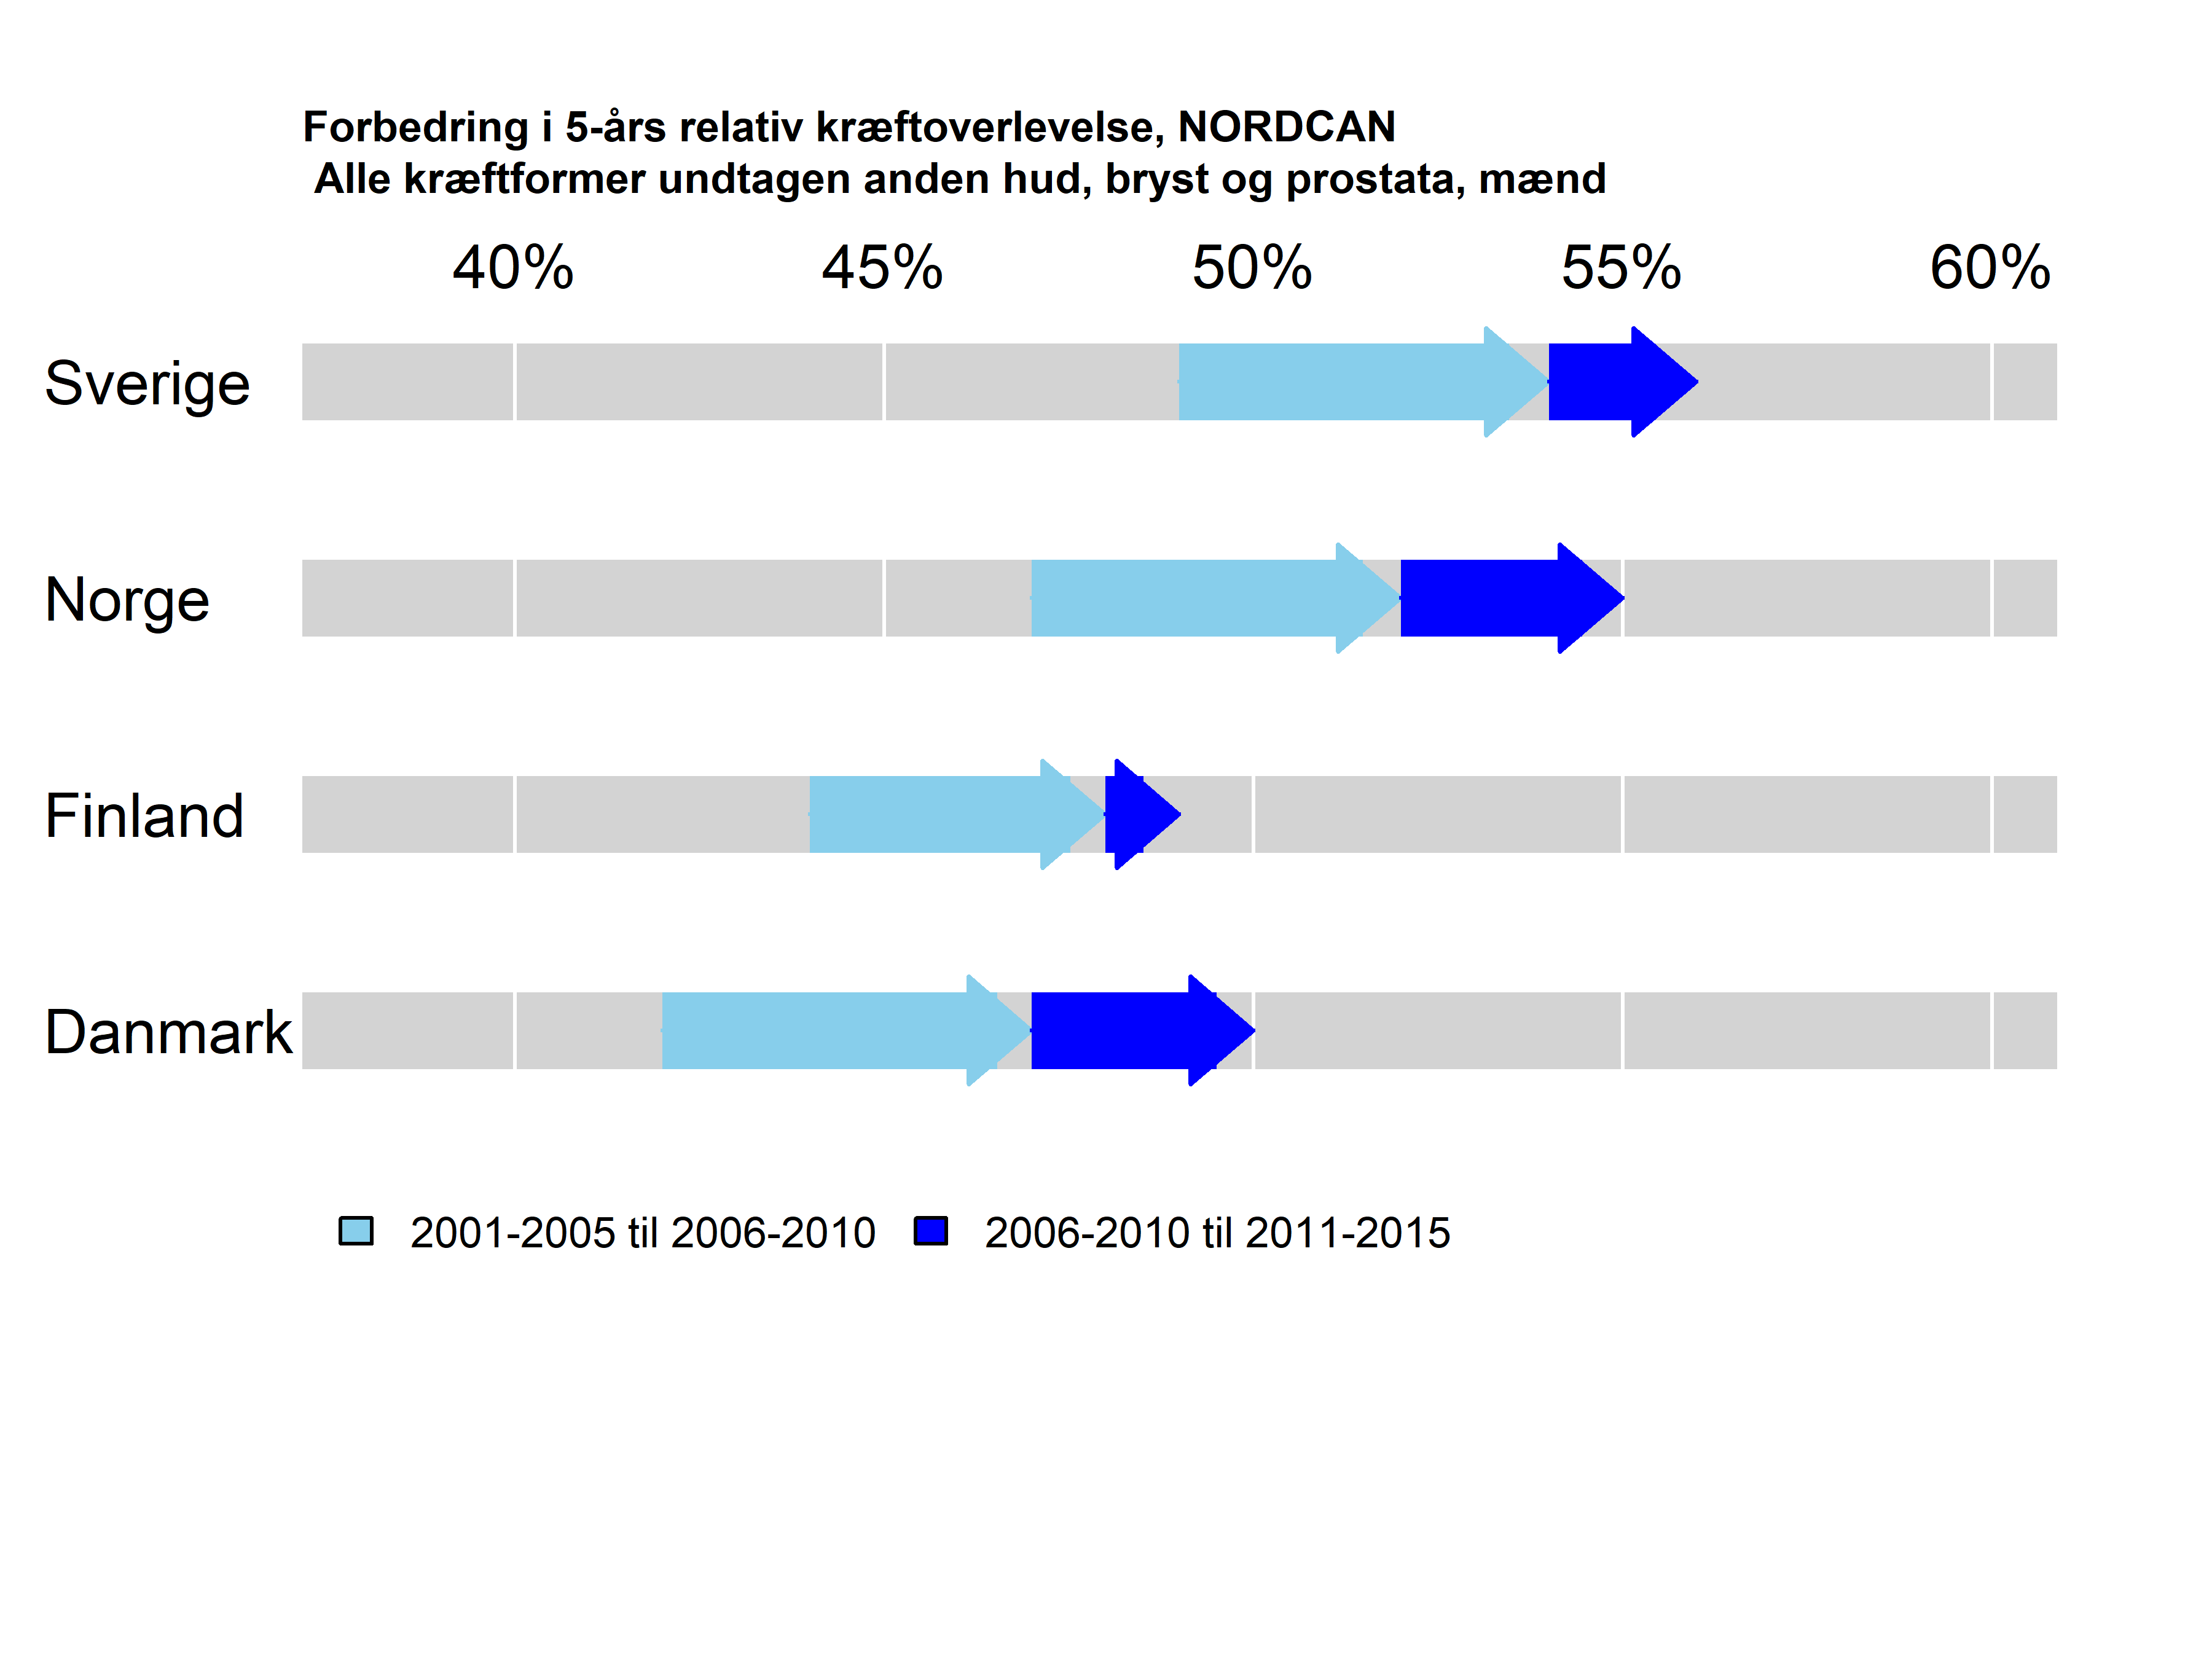 Forbedring i 5-års relativ kræftoverlevelse, NORDCAN
Alle kræftformer undtagen anden hud, bryst og prostata, mænd
40% 45% 50% 55% 60%
Sverige
Norge
Finland
Danmark
2001-2005 til 2006-2010 2006-2010 til 2011-2015